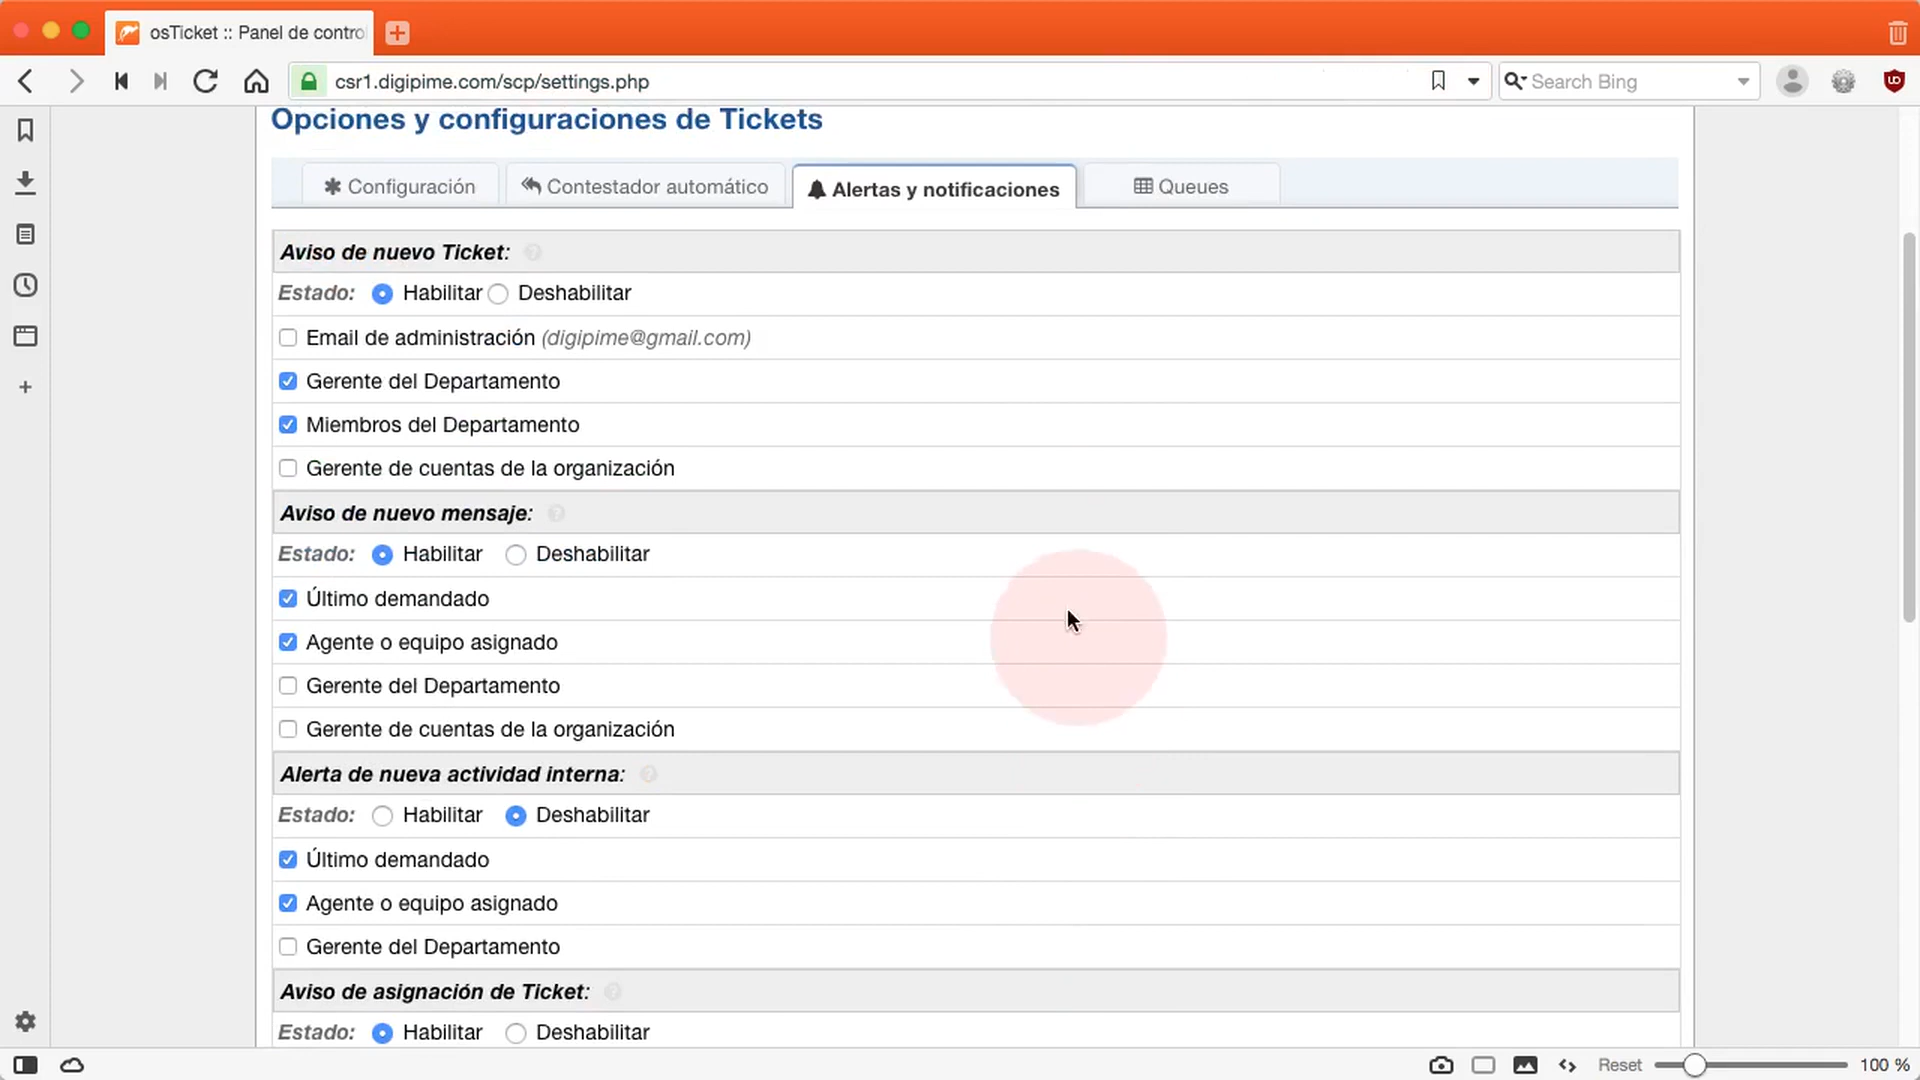 osTicket :: Panel de contro
csr1.digipime.com/scp/settings.php
Search Bing
Opciones y configuraciones de Tickets
Configuración
Contestador automático
Alertas y notificaciones
Queues
Aviso de nuevo Ticket: ?
Estado: Habilitar Deshabilitar
Email de administración (digipime@gmail.com)
Gerente del Departamento
Miembros del Departamento
Gerente de cuentas de la organización
Aviso de nuevo mensaje: ?
Estado: Habilitar Deshabilitar
Último demandado
Agente o equipo asignado
Gerente del Departamento
Gerente de cuentas de la organización
Alerta de nueva actividad interna: ?
Estado: Habilitar Deshabilitar
Último demandado
Agente o equipo asignado
Gerente del Departamento
Aviso de asignación de Ticket: ?
Estado: Habilitar Deshabilitar
Reset 100 %